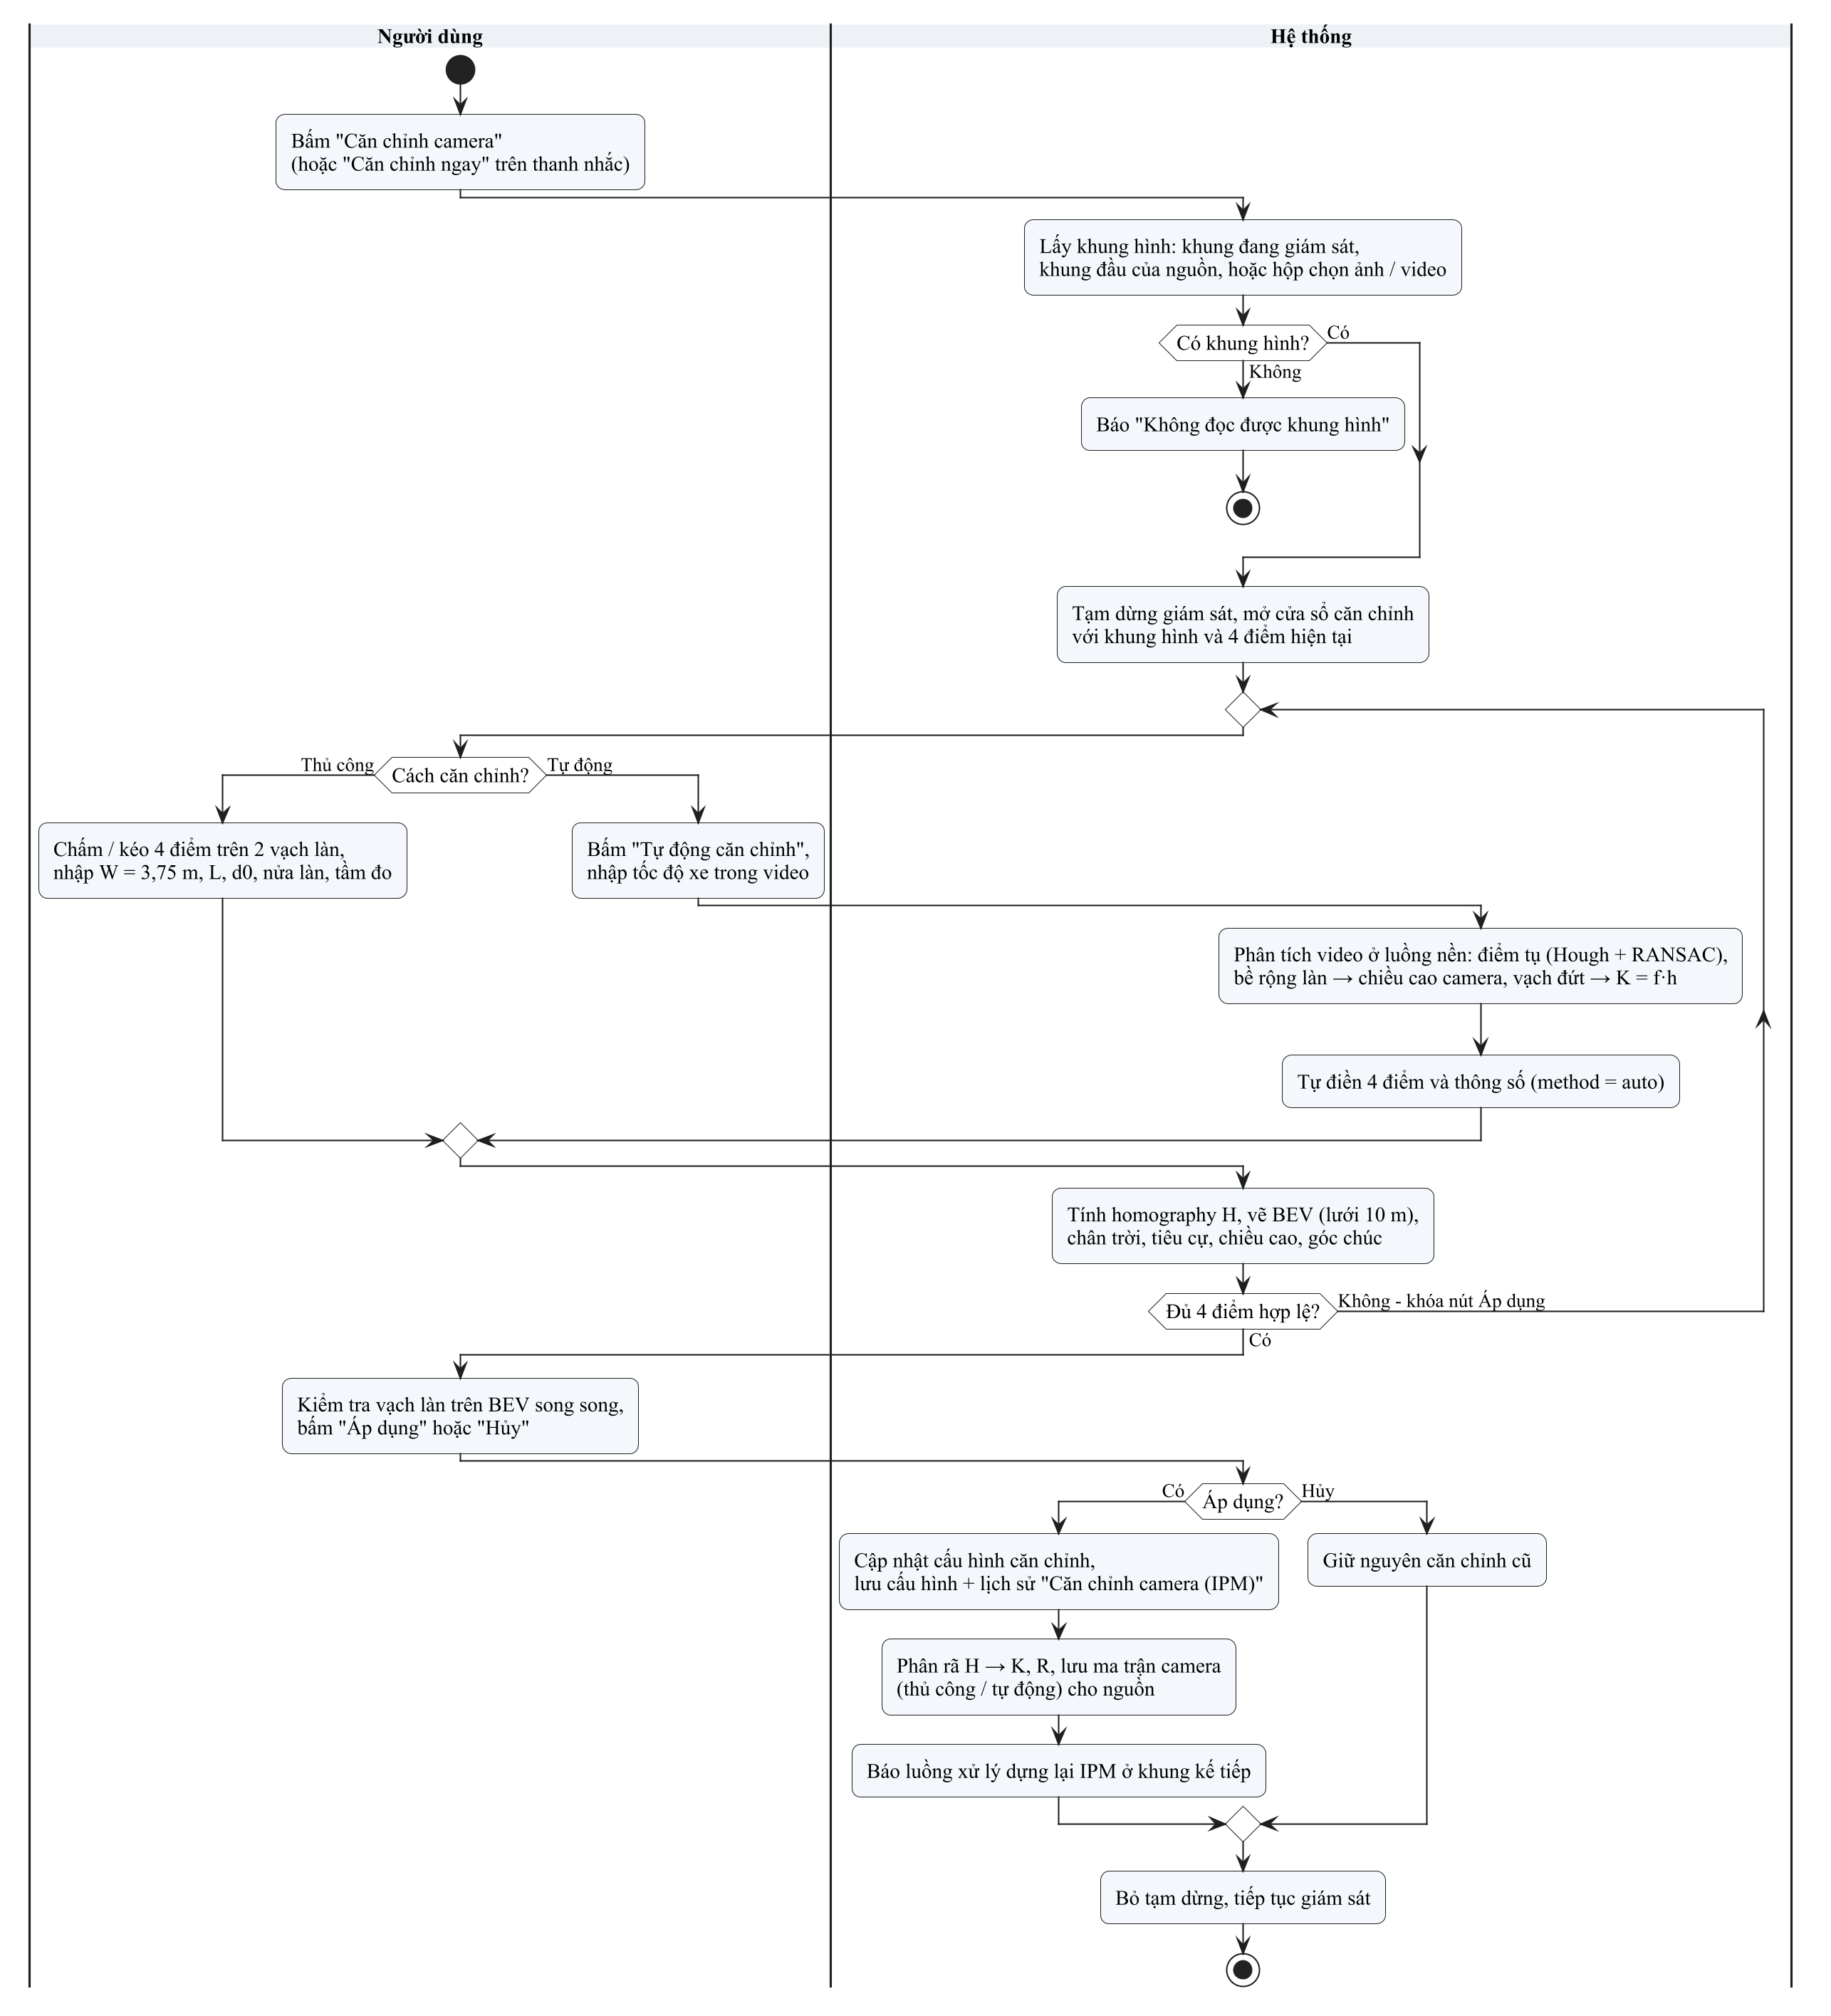 Người dùng
Hệ thống
Bấm "Căn chỉnh camera"
(hoặc "Căn chỉnh ngay" trên thanh nhắc)
Lấy khung hình: khung đang giám sát,
khung đầu của nguồn, hoặc hộp chọn ảnh / video
Có khung hình?
Có
Không
Báo "Không đọc được khung hình"
Tạm dừng giám sát, mở cửa sổ căn chỉnh
với khung hình và 4 điểm hiện tại
Thủ công
Cách căn chỉnh?
Tự động
Chấm / kéo 4 điểm trên 2 vạch làn,
nhập W = 3,75 m, L, d0, nửa làn, tầm đo
Bấm "Tự động căn chỉnh",
nhập tốc độ xe trong video
Phân tích video ở luồng nền: điểm tụ (Hough + RANSAC),
bề rộng làn → chiều cao camera, vạch đứt → K = f·h
Tự điền 4 điểm và thông số (method = auto)
Tính homography H, vẽ BEV (lưới 10 m),
chân trời, tiêu cự, chiều cao, góc chúc
Đủ 4 điểm hợp lệ?
Không - khóa nút Áp dụng
Có
Kiểm tra vạch làn trên BEV song song,
bấm "Áp dụng" hoặc "Hủy"
Có
Áp dụng?
Hủy
Cập nhật cấu hình căn chỉnh,
lưu cấu hình + lịch sử "Căn chỉnh camera (IPM)"
Giữ nguyên căn chỉnh cũ
Phân rã H → K, R, lưu ma trận camera
(thủ công / tự động) cho nguồn
Báo luồng xử lý dựng lại IPM ở khung kế tiếp
Bỏ tạm dừng, tiếp tục giám sát